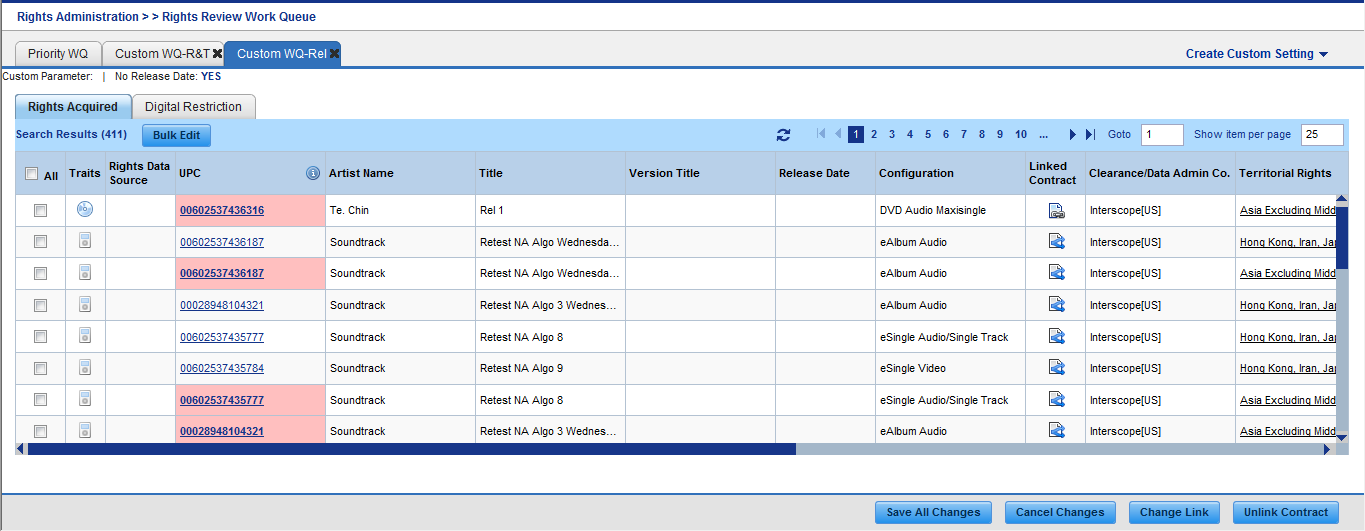 Rights Administration > > Rights Review Work Queue
Priority WQ Custom WQ-R&T Custom WQ-Rel Create Custom Setting
Custom Parameter: | No Release Date: YES
Rights Acquired Digital Restriction
Search Results (411) Bulk Edit 1 2 3 4 5 6 7 8 9 10 ... Goto 1 Show item per page 25
All Traits Rights Data Source UPC Artist Name Title Version Title Release Date Configuration Linked Contract Clearance/Data Admin Co. Territorial Rights
00602537436316 Te. Chin Rel 1 DVD Audio Maxisingle Interscope[US] Asia Excluding Midd
00602537436187 Soundtrack Retest NA Algo Wednesda... eAlbum Audio Interscope[US] Hong Kong, Iran, Jap
00602537436187 Soundtrack Retest NA Algo Wednesda... eAlbum Audio Interscope[US] Asia Excluding Midd
00028948104321 Soundtrack Retest NA Algo 3 Wednes... eAlbum Audio Interscope[US] Hong Kong, Iran, Jap
00602537435777 Soundtrack Retest NA Algo 8 eSingle Audio/Single Track Interscope[US] Hong Kong, Iran, Jap
00602537435784 Soundtrack Retest NA Algo 9 eSingle Video Interscope[US] Hong Kong, Iran, Jap
00602537435777 Soundtrack Retest NA Algo 8 eSingle Audio/Single Track Interscope[US] Asia Excluding Midd
00028948104321 Soundtrack Retest NA Algo 3 Wednes... eAlbum Audio Interscope[US] Asia Excluding Midd
Save All Changes Cancel Changes Change Link Unlink Contract